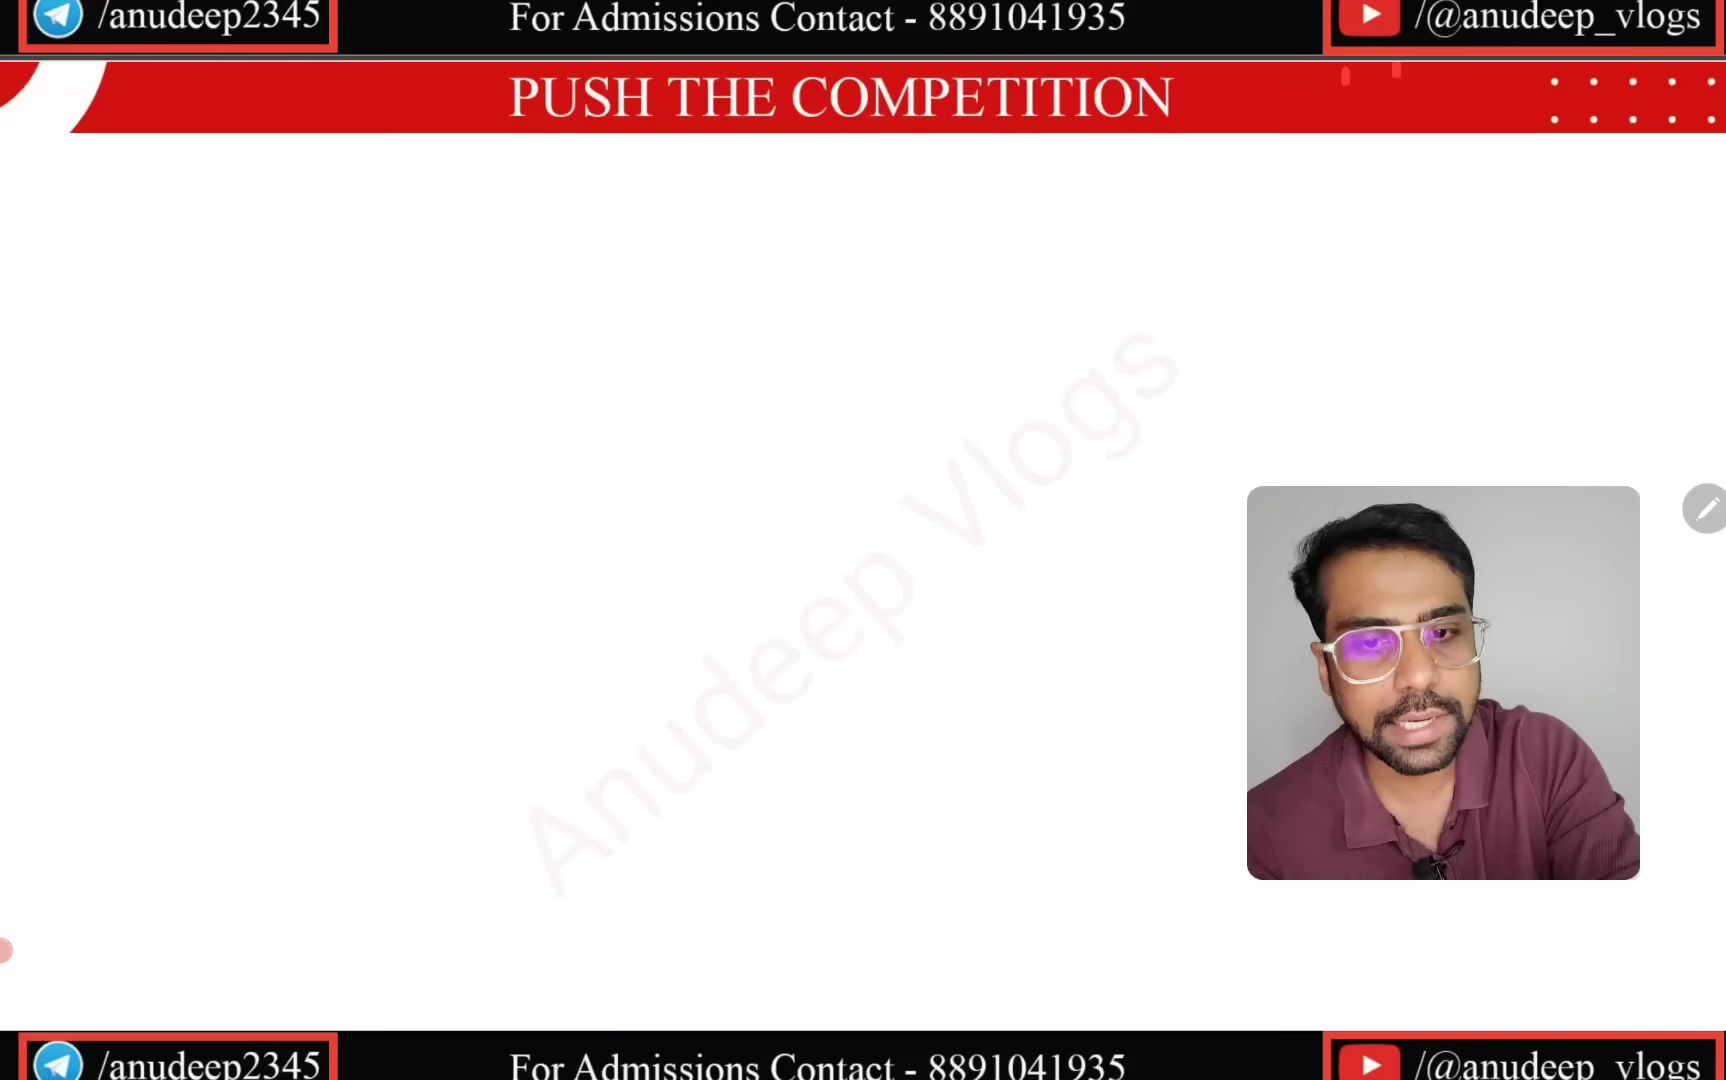 /anudeep2345
For Admissions Contact - 8891041935
/@anudeep_vlogs
PUSH THE COMPETITION
Anudeep Vlogs
/anudeep2345
For Admissions Contact - 8891041935
/@anudeep_vlogs